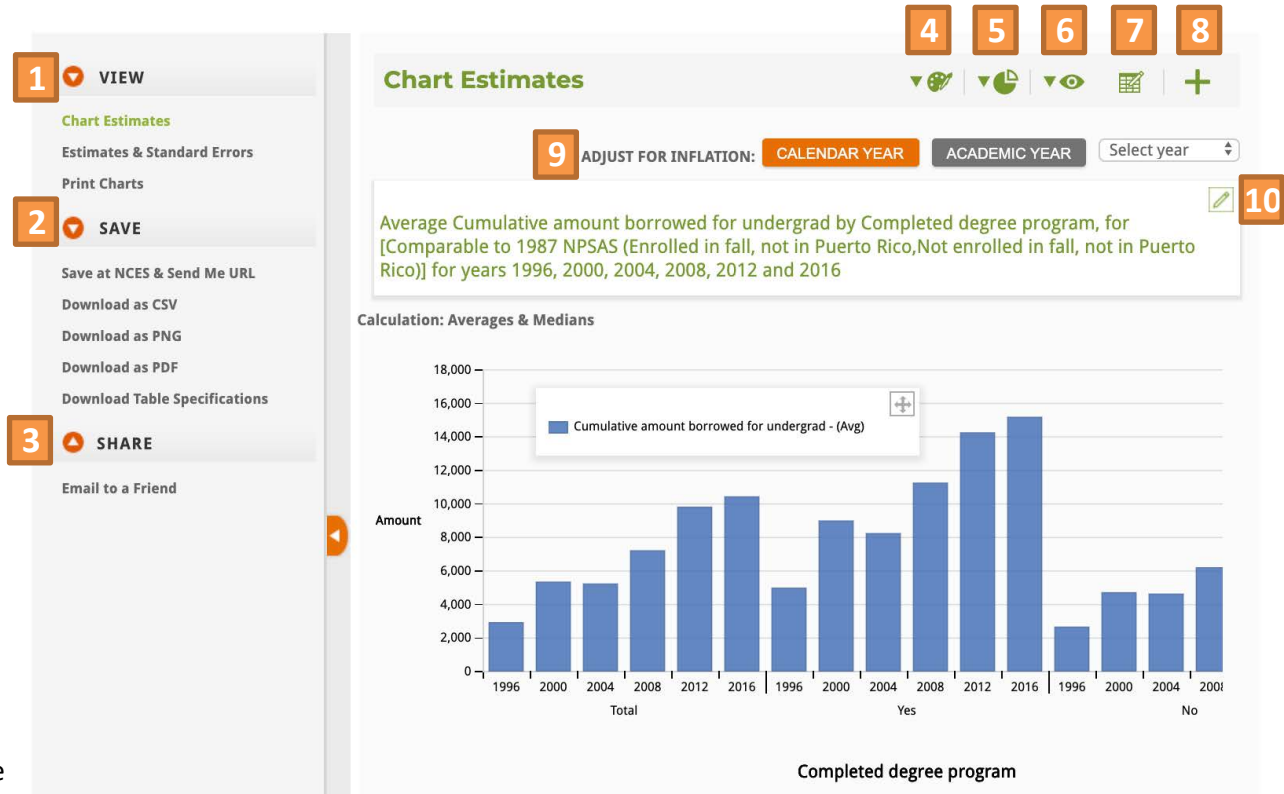 4 5 6 7 8
1 VIEW
Chart Estimates
Estimates & Standard Errors
Print Charts
2 SAVE
Save at NCES & Send Me URL
Download as CSV
Download as PNG
Download as PDF
Download Table Specifications
3 SHARE
Email to a Friend
e
Chart Estimates
9 ADJUST FOR INFLATION: CALENDAR YEAR ACADEMIC YEAR Select year
10
Average Cumulative amount borrowed for undergrad by Completed degree program, for
[Comparable to 1987 NPSAS (Enrolled in fall, not in Puerto Rico,Not enrolled in fall, not in Puerto
Rico)] for years 1996, 2000, 2004, 2008, 2012 and 2016
Calculation: Averages & Medians
Cumulative amount borrowed for undergrad - (Avg)
18,000
16,000
14,000
12,000
10,000
Amount
8,000
6,000
4,000
2,000
0
1996 2000 2004 2008 2012 2016 1996 2000 2004 2008 2012 2016 1996 2000 2004 2008
Total Yes No
Completed degree program